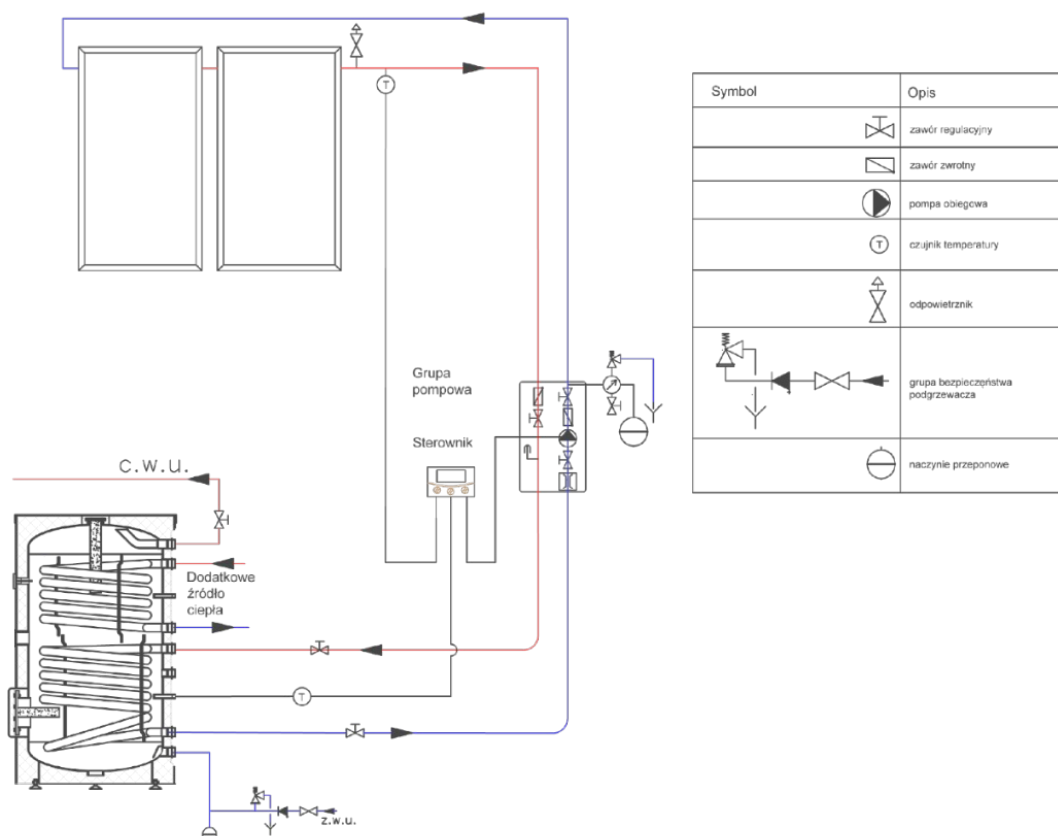 Symbol
Opis
zawór regulacyjny
zawór zwrotny
pompa obiegowa
T
czujnik temperatury
odpowietrznik
grupa bezpieczeństwa
podgrzewacza
naczynie przeponowe
T
Grupa
pompowa
Sterownik
c.w.u.
Dodatkowe
źródło
ciepła
T
z.w.u.